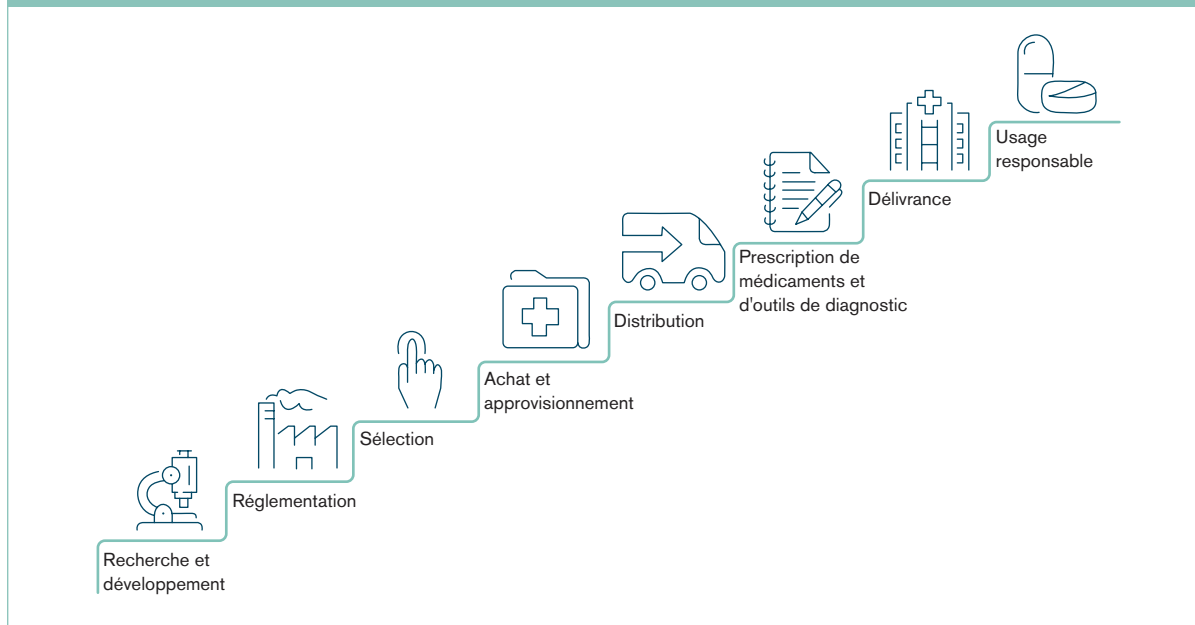 Recherche et
développement
Réglementation
Sélection
Achat et
approvisionnement
Distribution
Prescription de
médicaments et
d'outils de diagnostic
Délivrance
Usage
responsable